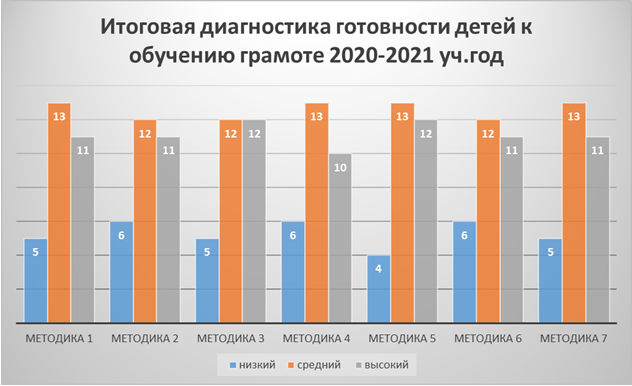 Итоговая диагностика готовности детей к
обучению грамоте 2020-2021 уч.год
5 13 11
6 12 11
5 12 12
6 13 10
4 13 12
6 12 11
5 13 11
МЕТОДИКА 1 МЕТОДИКА 2 МЕТОДИКА 3 МЕТОДИКА 4 МЕТОДИКА 5 МЕТОДИКА 6 МЕТОДИКА 7
низкий средний высокий